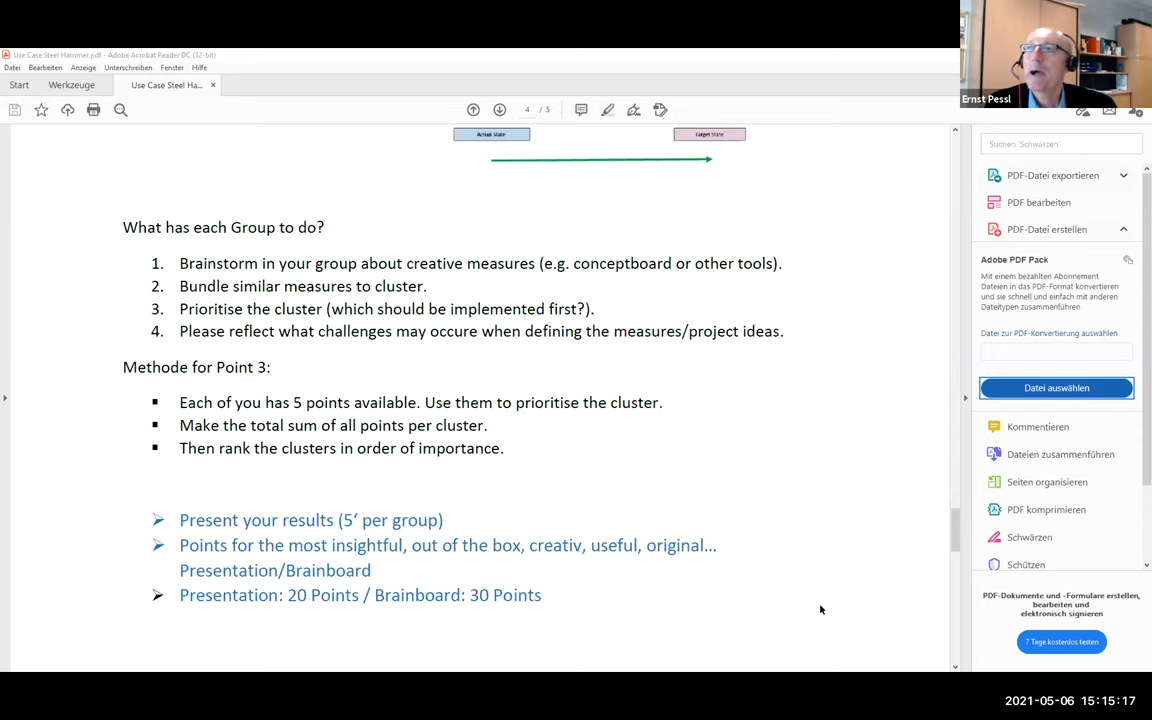 Use Case Steel Hammer.pdf - Adobe Acrobat Reader DC (32-bit)
Datei Bearbeiten Anzeige Unterschreiben Fenster Hilfe
Start Werkzeuge Use Case Steel Ha... ×
4 / 5
Ernst Pessl
Actual State Target State
Suchen 'Schwärzen'
What has each Group to do?
1. Brainstorm in your group about creative measures (e.g. conceptboard or other tools).
2. Bundle similar measures to cluster.
3. Prioritise the cluster (which should be implemented first?).
4. Please reflect what challenges may occure when defining the measures/project ideas.
Methode for Point 3:
▪ Each of you has 5 points available. Use them to prioritise the cluster.
▪ Make the total sum of all points per cluster.
▪ Then rank the clusters in order of importance.
➢ Present your results (5‘ per group)
➢ Points for the most insightful, out of the box, creativ, useful, original...
Presentation/Brainboard
➢ Presentation: 20 Points / Brainboard: 30 Points
PDF-Datei exportieren
PDF bearbeiten
PDF-Datei erstellen
Adobe PDF Pack
Mit einem bezahlten Abonnement
Dateien in das PDF-Format konvertieren
und sie schnell und einfach mit anderen
Dateitypen zusammenführen
Datei zur PDF-Konvertierung auswählen
Datei auswählen
Kommentieren
Dateien zusammenführen
Seiten organisieren
PDF komprimieren
Schwärzen
Schützen
PDF-Dokumente und -Formulare erstellen,
bearbeiten und
elektronisch signieren
7 Tage kostenlos testen
2021-05-06 15:15:17